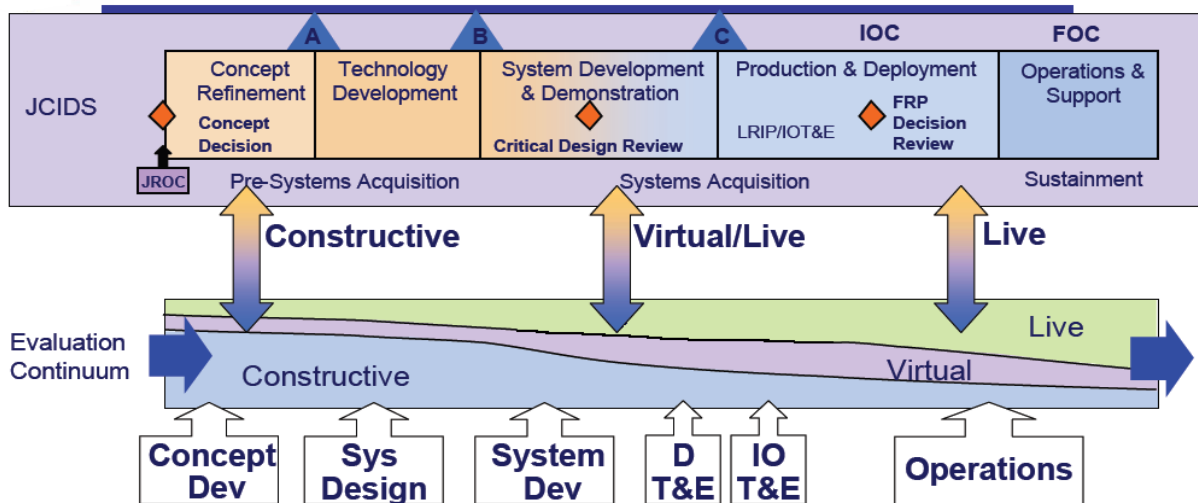 A
B
C
IOC
FOC
JCIDS
Concept
Refinement
Concept
Decision
Technology
Development
System Development
& Demonstration
Critical Design Review
Production & Deployment
LRIP/IOT&E
FRP
Decision
Review
Operations &
Support
JROC
Pre-Systems Acquisition
Systems Acquisition
Sustainment
Constructive
Virtual/Live
Live
Evaluation
Continuum
Constructive
Virtual
Live
Concept
Dev
Sys
Design
System
Dev
D
T&E
IO
T&E
Operations